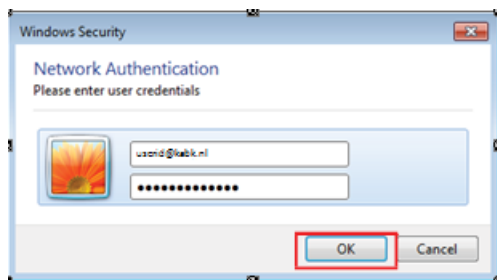 Windows Security
Network Authentication
Please enter user credentials
userid@kabk.nl
•••••••••••••
OK
Cancel